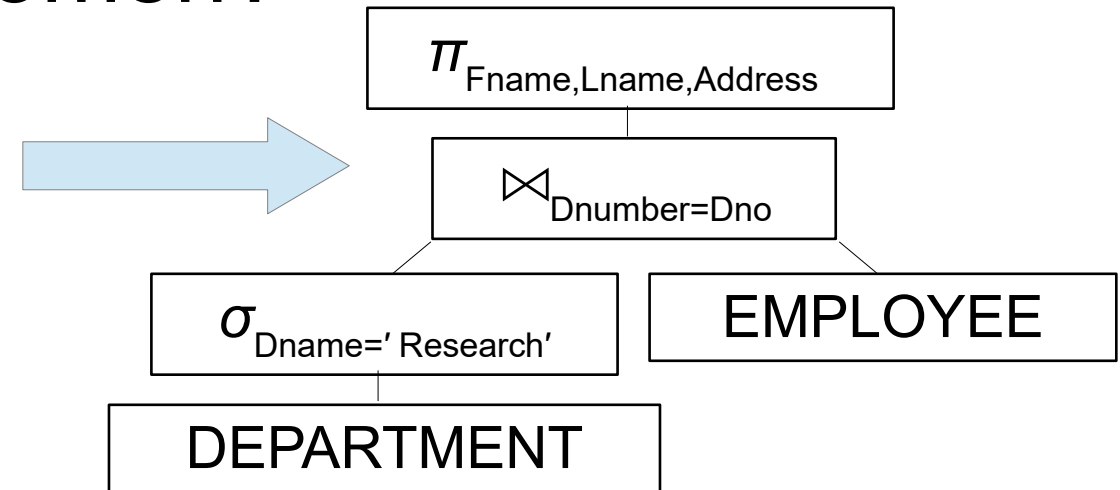 π Fname,Lname,Address
⋈ Dnumber=Dno
σ Dname=′ Research′
EMPLOYEE
DEPARTMENT